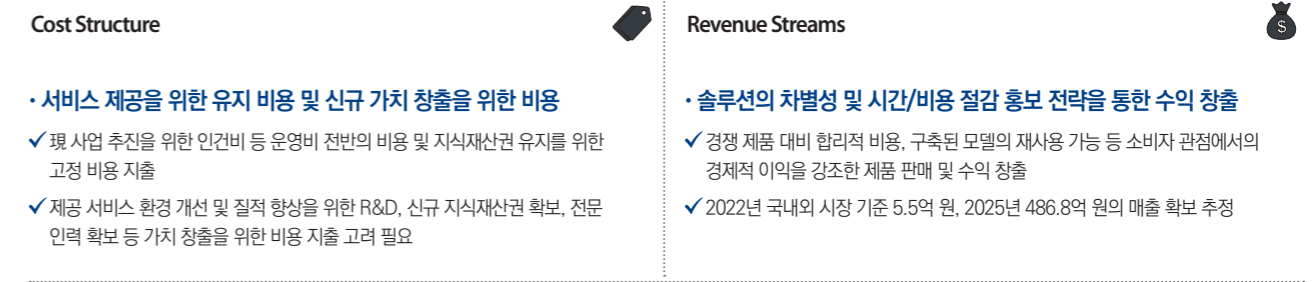 Cost Structure
· 서비스 제공을 위한 유지 비용 및 신규 가치 창출을 위한 비용
✓ 現 사업 추진을 위한 인건비 등 운영비 전반의 비용 및 지식재산권 유지를 위한
고정 비용 지출
✓ 제공 서비스 환경 개선 및 질적 향상을 위한 R&D, 신규 지식재산권 확보, 전문
인력 확보 등 가치 창출을 위한 비용 지출 고려 필요
Revenue Streams
$
· 솔루션의 차별성 및 시간/비용 절감 홍보 전략을 통한 수익 창출
✓ 경쟁 제품 대비 합리적 비용, 구축된 모델의 재사용 가능 등 소비자 관점에서의
경제적 이익을 강조한 제품 판매 및 수익 창출
✓ 2022년 국내외 시장 기준 5.5억 원, 2025년 486.8억 원의 매출 확보 추정